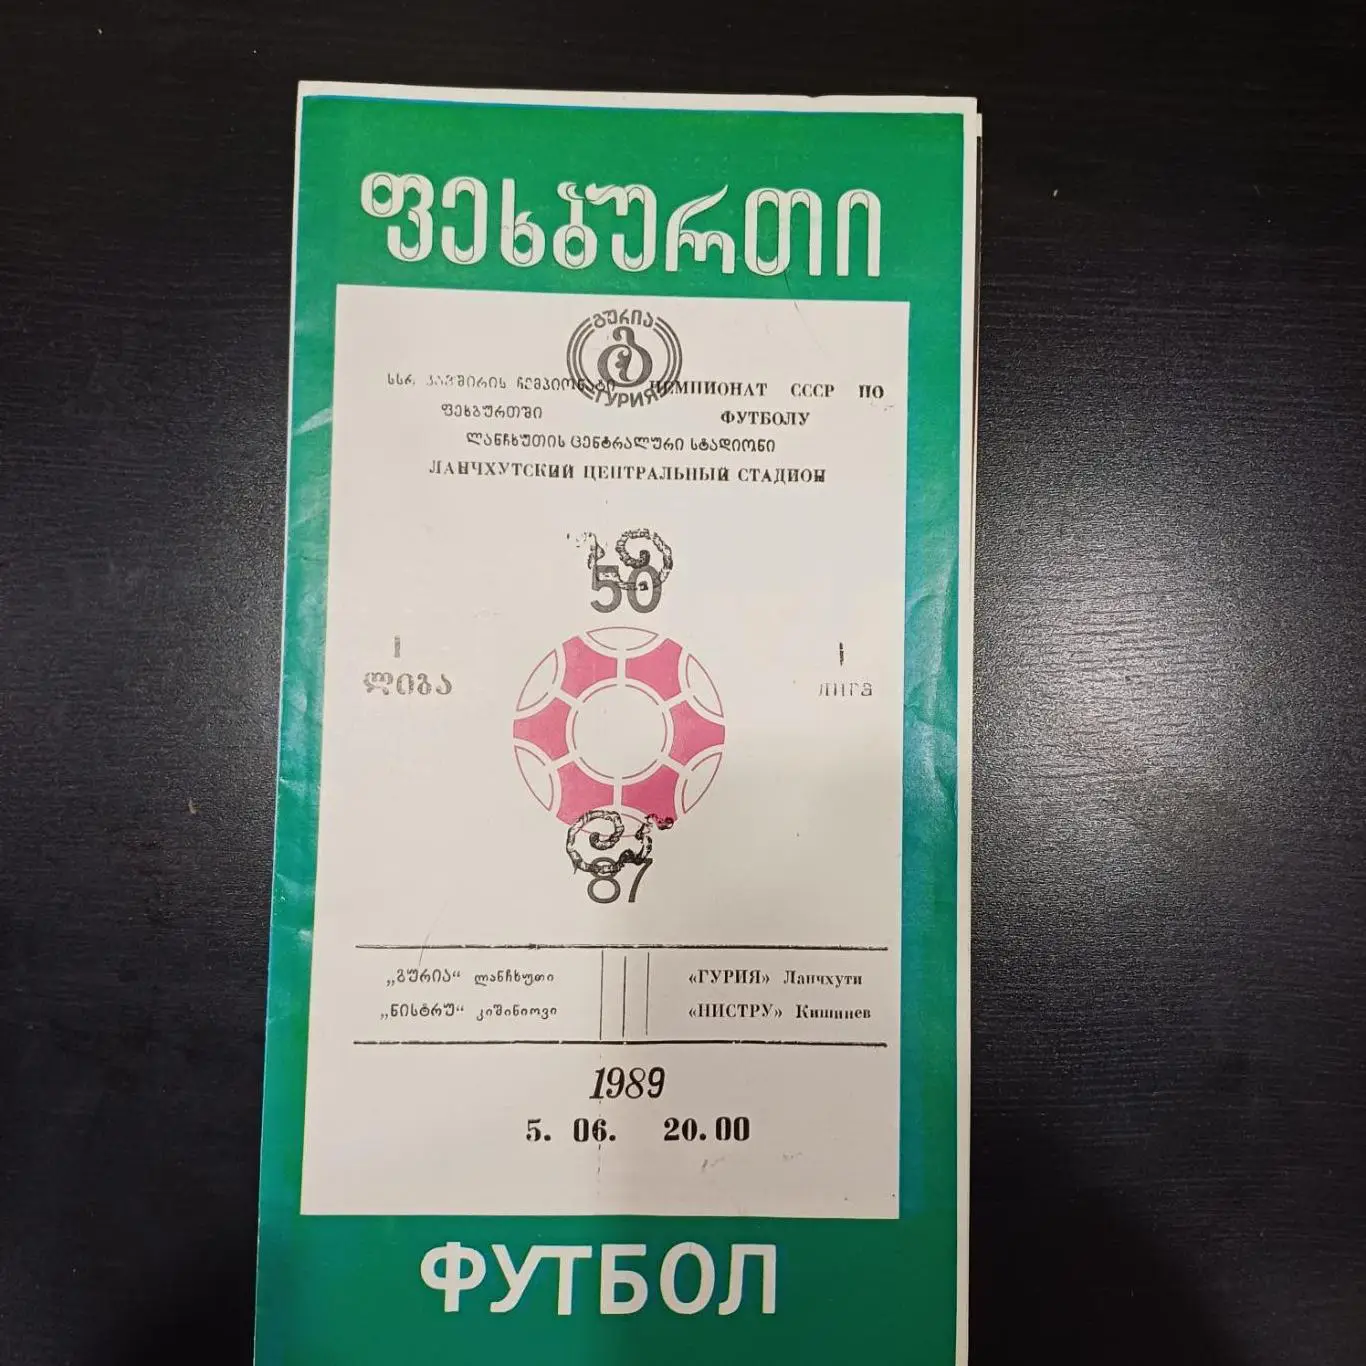 ფეხბურთი
გურია
ГУРИЯ
სსრ კავშირის ჩემპიონატი ЧЕМПИОНАТ СССР ПО
ფეხბურთში ФУТБОЛУ
ლანჩხუთის ცენტრალური სტადიონი
ЛАНЧХУТСКИЙ ЦЕНТРАЛЬНЫЙ СТАДИОН
50
I I
ლიგა ЛИГА
87
„გურია“ ლანჩხუთი «ГУРИЯ» Ланчхути
„ნისტრუ“ კიშინიოვი «НИСТРУ» Кишинев
1989
5. 06. 20.00
ФУТБОЛ